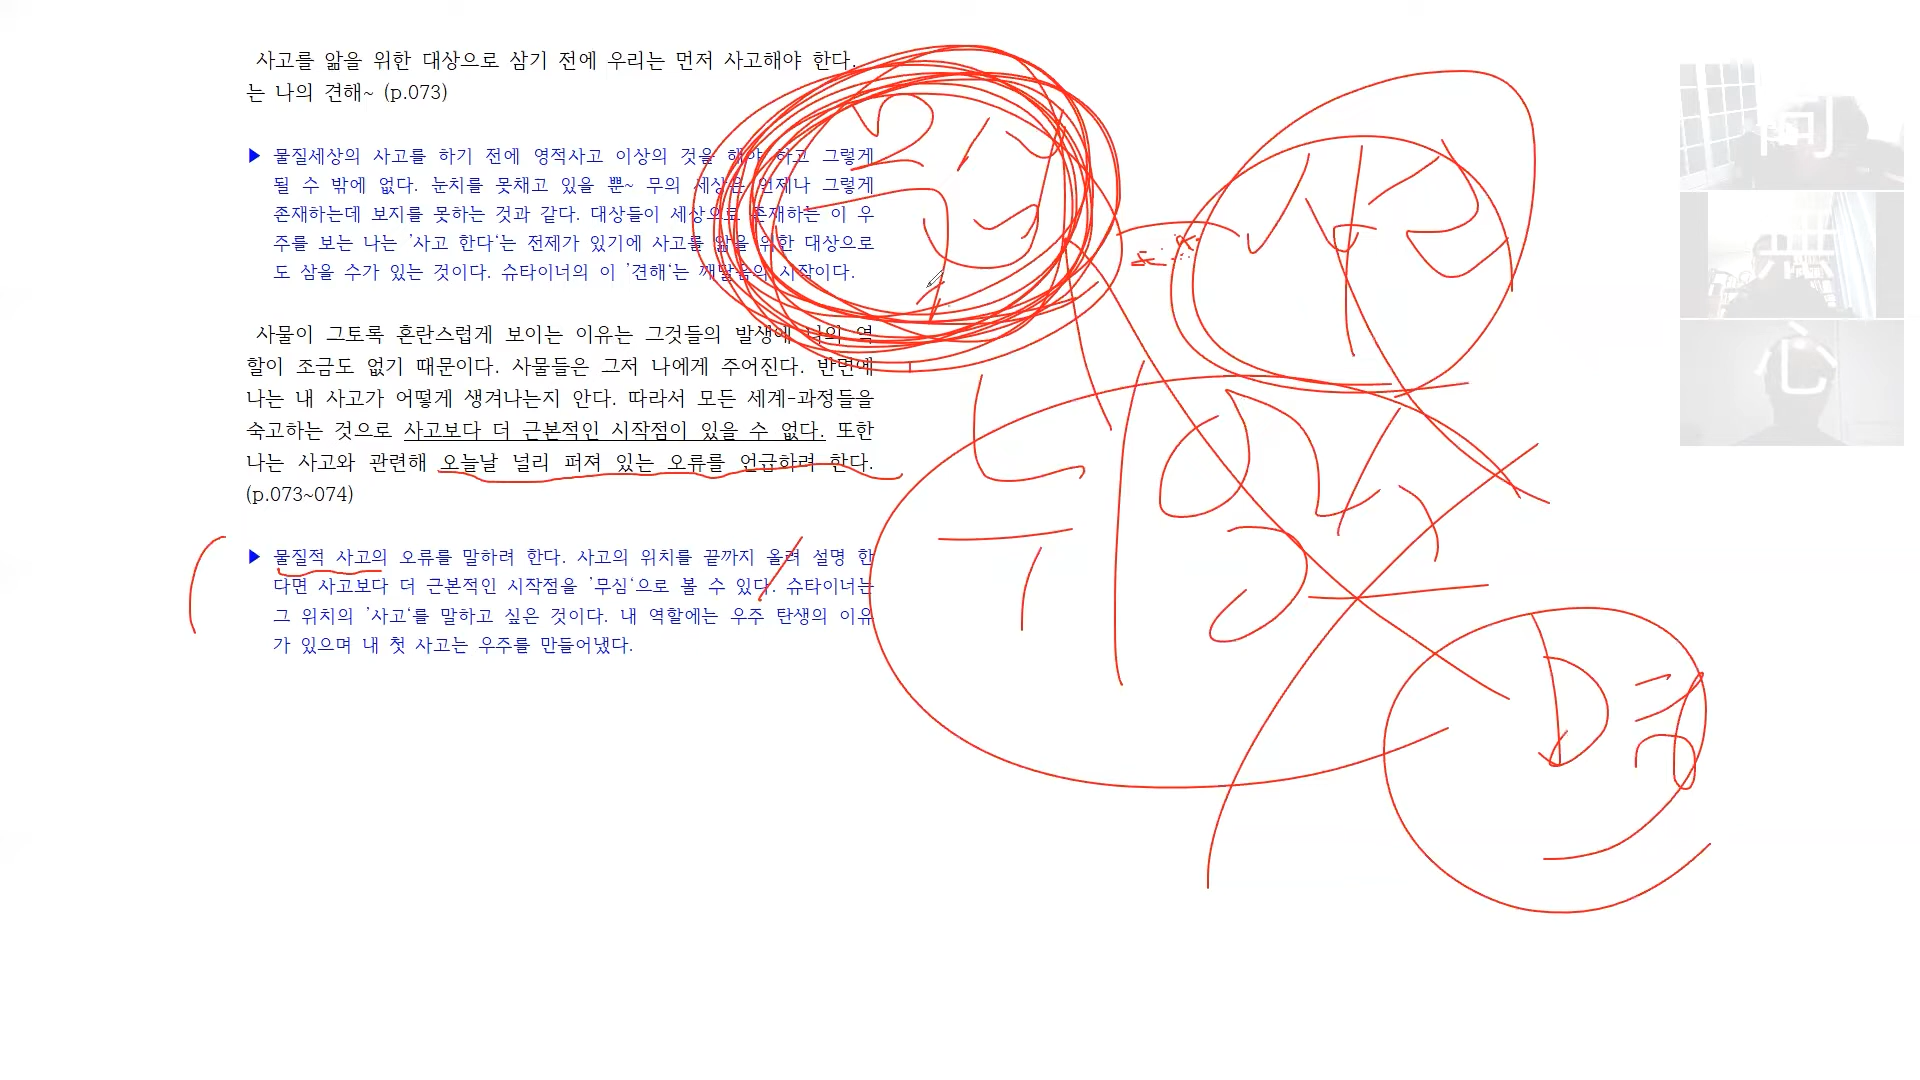 사고를 앎을 위한 대상으로 삼기 전에 우리는 먼저 사고해야 한다.
는 나의 견해~ (p.073)
▶ 물질세상의 사고를 하기 전에 영적사고 이상의 것을 해야 하고 그렇게
될 수 밖에 없다. 눈치를 못채고 있을 뿐~ 무의 세상은 언제나 그렇게
존재하는데 보지를 못하는 것과 같다. 대상들이 세상으로 존재하는 이 우
주를 보는 나는 '사고 한다'는 전제가 있기에 사고를 앎을 위한 대상으로
도 삼을 수가 있는 것이다. 슈타이너의 이 '견해'는 깨달음의 시작이다.
사물이 그토록 혼란스럽게 보이는 이유는 그것들의 발생에 나의 역
할이 조금도 없기 때문이다. 사물들은 그저 나에게 주어진다. 반면에
나는 내 사고가 어떻게 생겨나는지 안다. 따라서 모든 세계-과정들을
숙고하는 것으로 사고보다 더 근본적인 시작점이 있을 수 없다. 또한
나는 사고와 관련해 오늘날 널리 퍼져 있는 오류를 언급하려 한다.
(p.073~074)
▶ 물질적 사고의 오류를 말하려 한다. 사고의 위치를 끝까지 올려 설명 한
다면 사고보다 더 근본적인 시작점을 '무심'으로 볼 수 있다. 슈타이너는
그 위치의 '사고'를 말하고 싶은 것이다. 내 역할에는 우주 탄생의 이유
가 있으며 내 첫 사고는 우주를 만들어냈다.
無
心